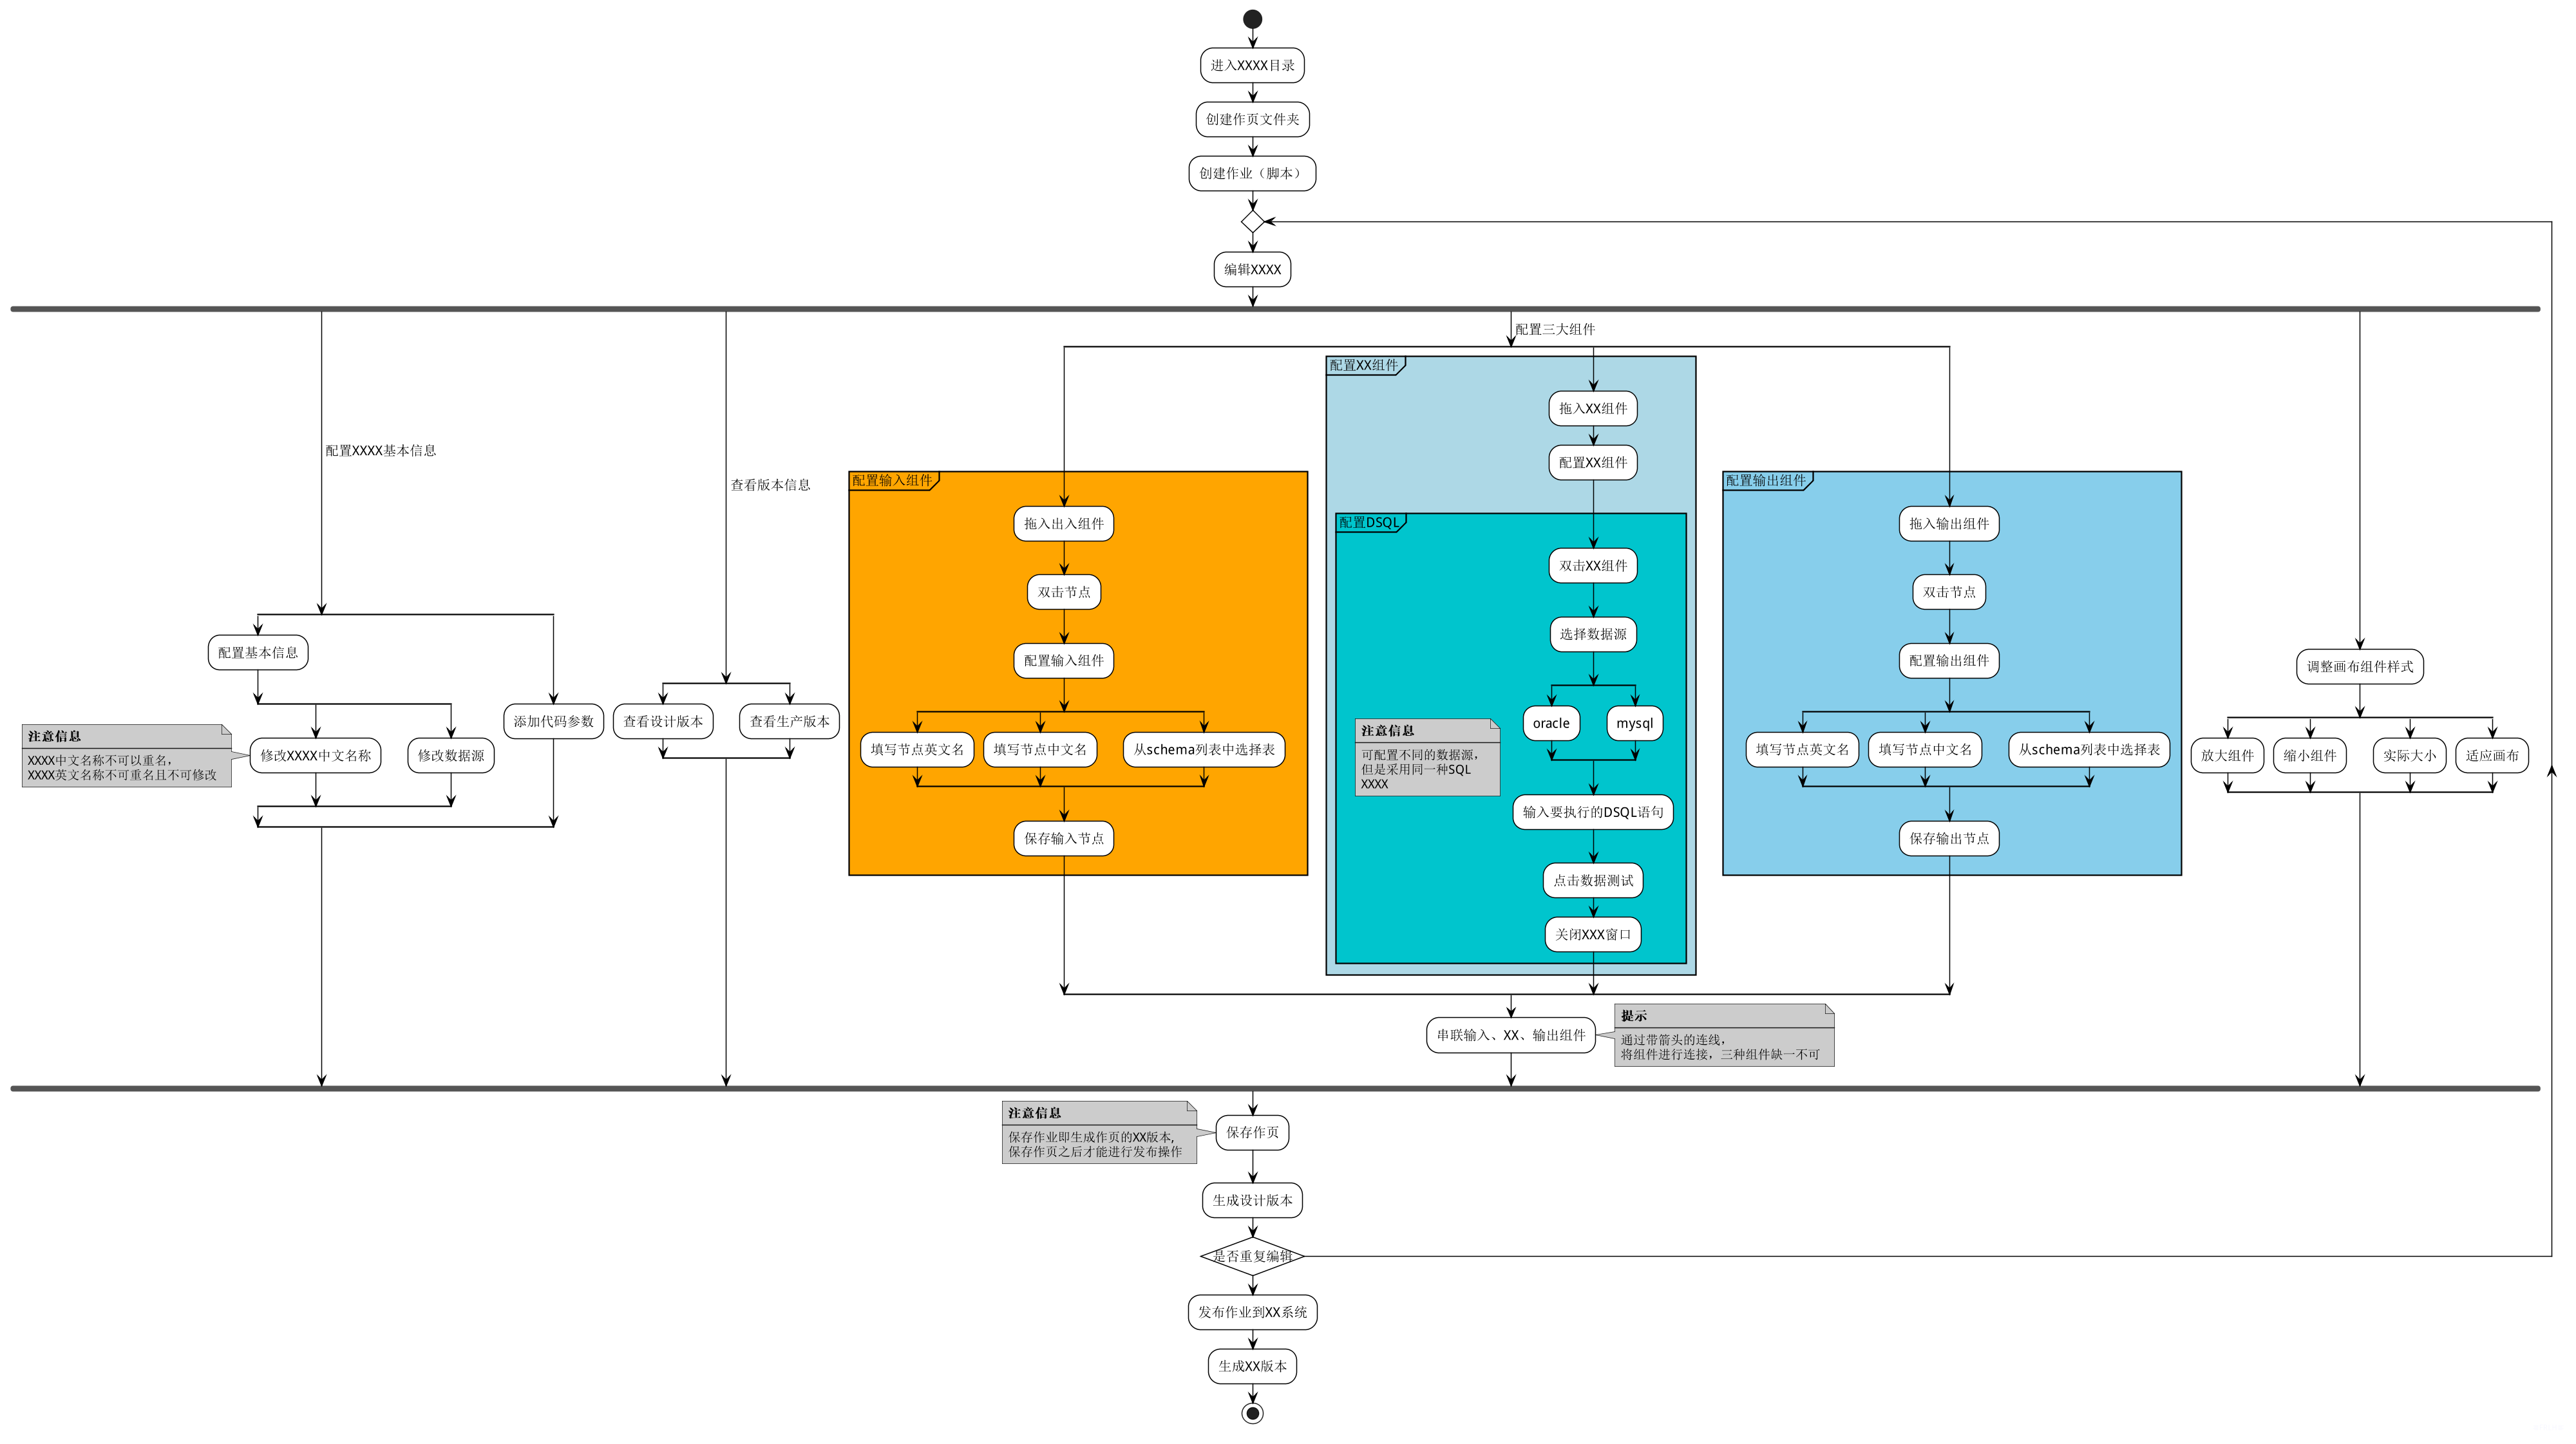 进入XXXX目录
创建作页文件夹
创建作业（脚本）
编辑XXXX
配置XXXX基本信息
配置基本信息
注意信息
XXXX中文名称不可以重名，
XXXX英文名称不可重名且不可修改
修改XXXX中文名称
修改数据源
添加代码参数
查看版本信息
查看设计版本
查看生产版本
配置三大组件
配置输入组件
拖入出入组件
双击节点
配置输入组件
填写节点英文名
填写节点中文名
从schema列表中选择表
保存输入节点
配置XX组件
拖入XX组件
配置XX组件
配置DSQL
双击XX组件
选择数据源
注意信息
可配置不同的数据源，
但是采用同一种SQL
XXXX
oracle
mysql
输入要执行的DSQL语句
点击数据测试
关闭XXX窗口
配置输出组件
拖入输出组件
双击节点
配置输出组件
填写节点英文名
填写节点中文名
从schema列表中选择表
保存输出节点
串联输入、XX、输出组件
提示
通过带箭头的连线，
将组件进行连接，三种组件缺一不可
调整画布组件样式
放大组件
缩小组件
实际大小
适应画布
注意信息
保存作业即生成作页的XX版本,
保存作页之后才能进行发布操作
保存作页
生成设计版本
是否重复编辑
发布作业到XX系统
生成XX版本